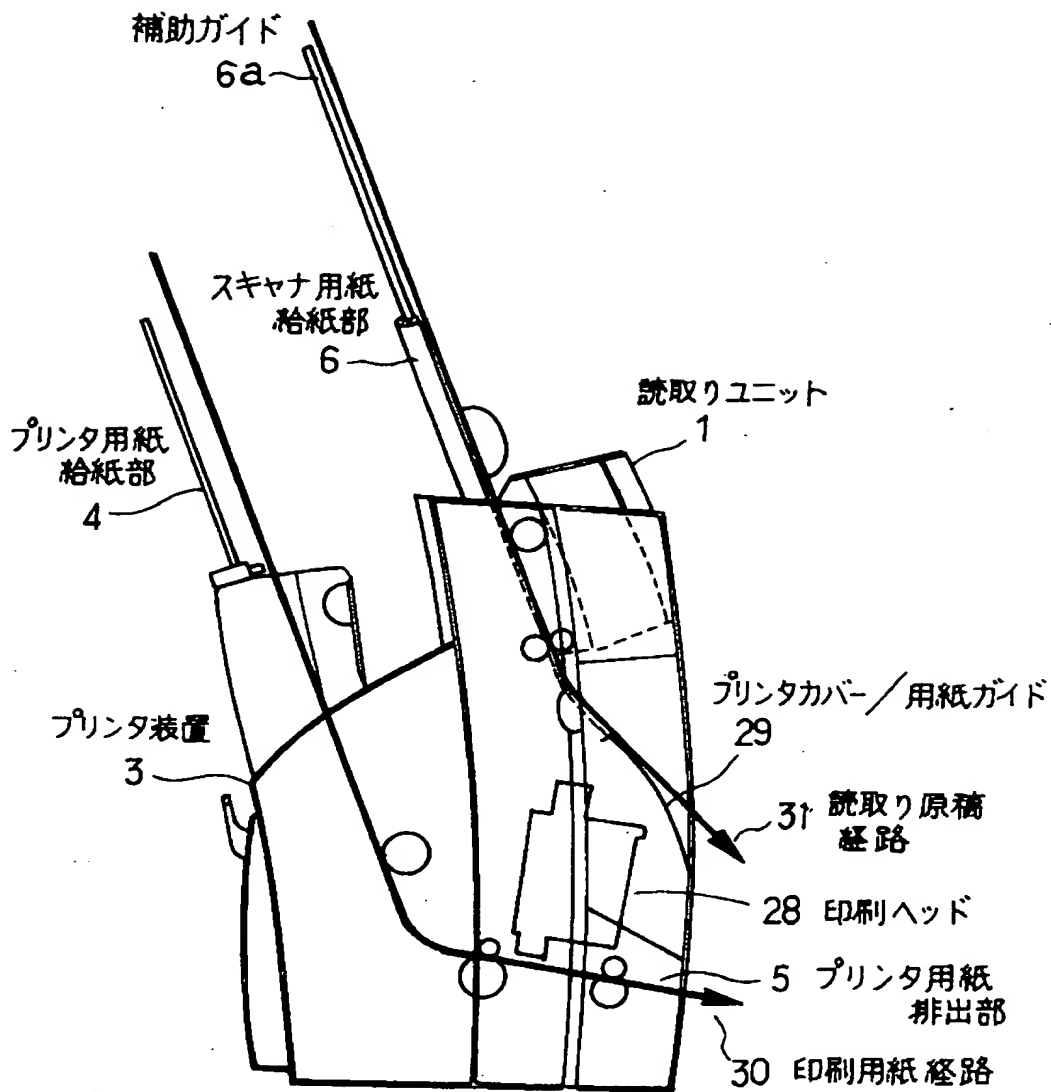 補助ガイド
6a
スキャナ用紙
給紙部
6
読取りユニット
1
プリンタ用紙
給紙部
4
プリンタカバー/用紙ガイド
29
プリンタ装置
3
31 読取り原稿
経路
28 印刷ヘッド
5 プリンタ用紙
排出部
30 印刷用紙経路